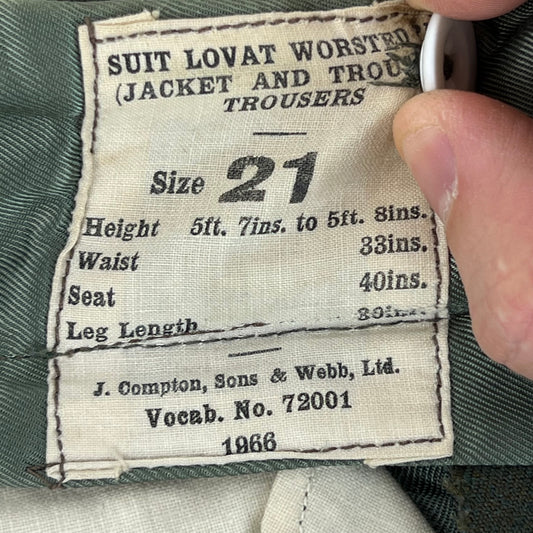 SUIT LOVAT WORSTED
(JACKET AND
TROUSERS
Size 21
Height 5ft. 7ins. to 5ft. 8ins.
Waist 33ins.
Seat 40ins.
Leg Length
J. Compton, Sons & Webb, Ltd.
Vocab. No. 72001
1966